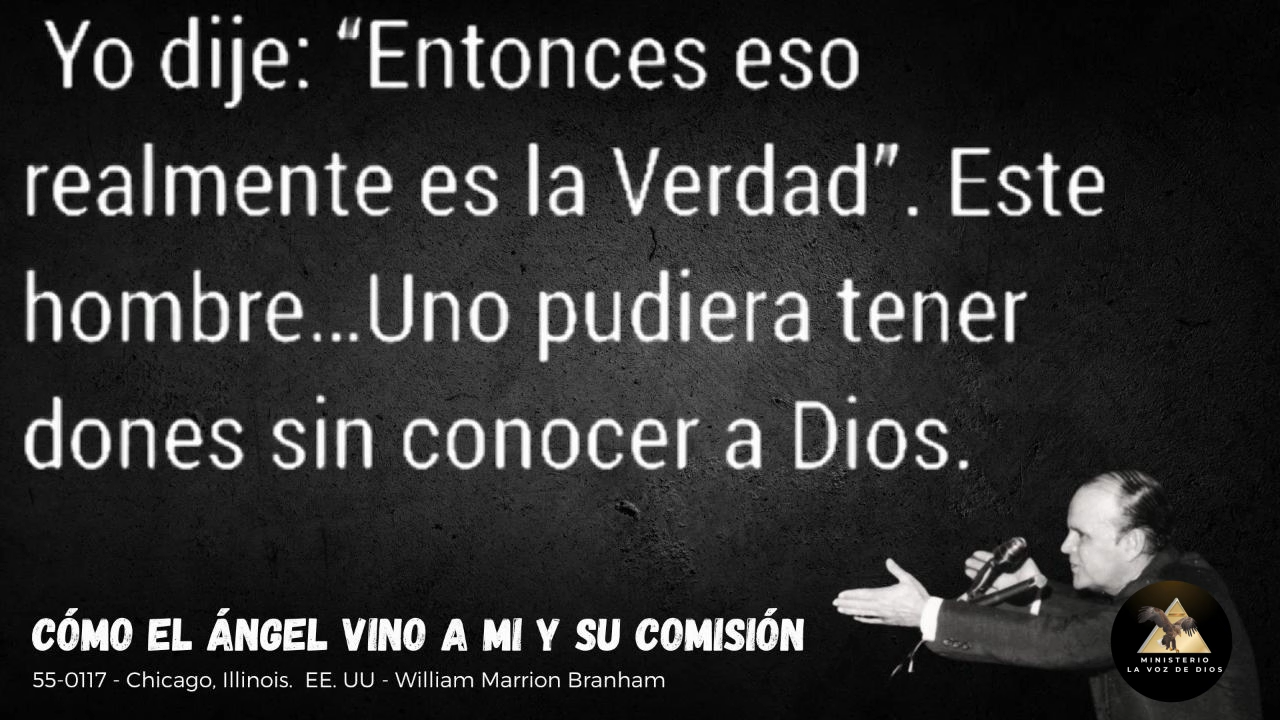 Yo dije: “Entonces eso
realmente es la Verdad”. Este
hombre...Uno pudiera tener
dones sin conocer a Dios.
CÓMO EL ÁNGEL VINO A MI Y SU COMISIÓN
55-0117 - Chicago, Illinois. EE. UU - William Marrion Branham
MINISTERIO
LA VOZ DE DIOS